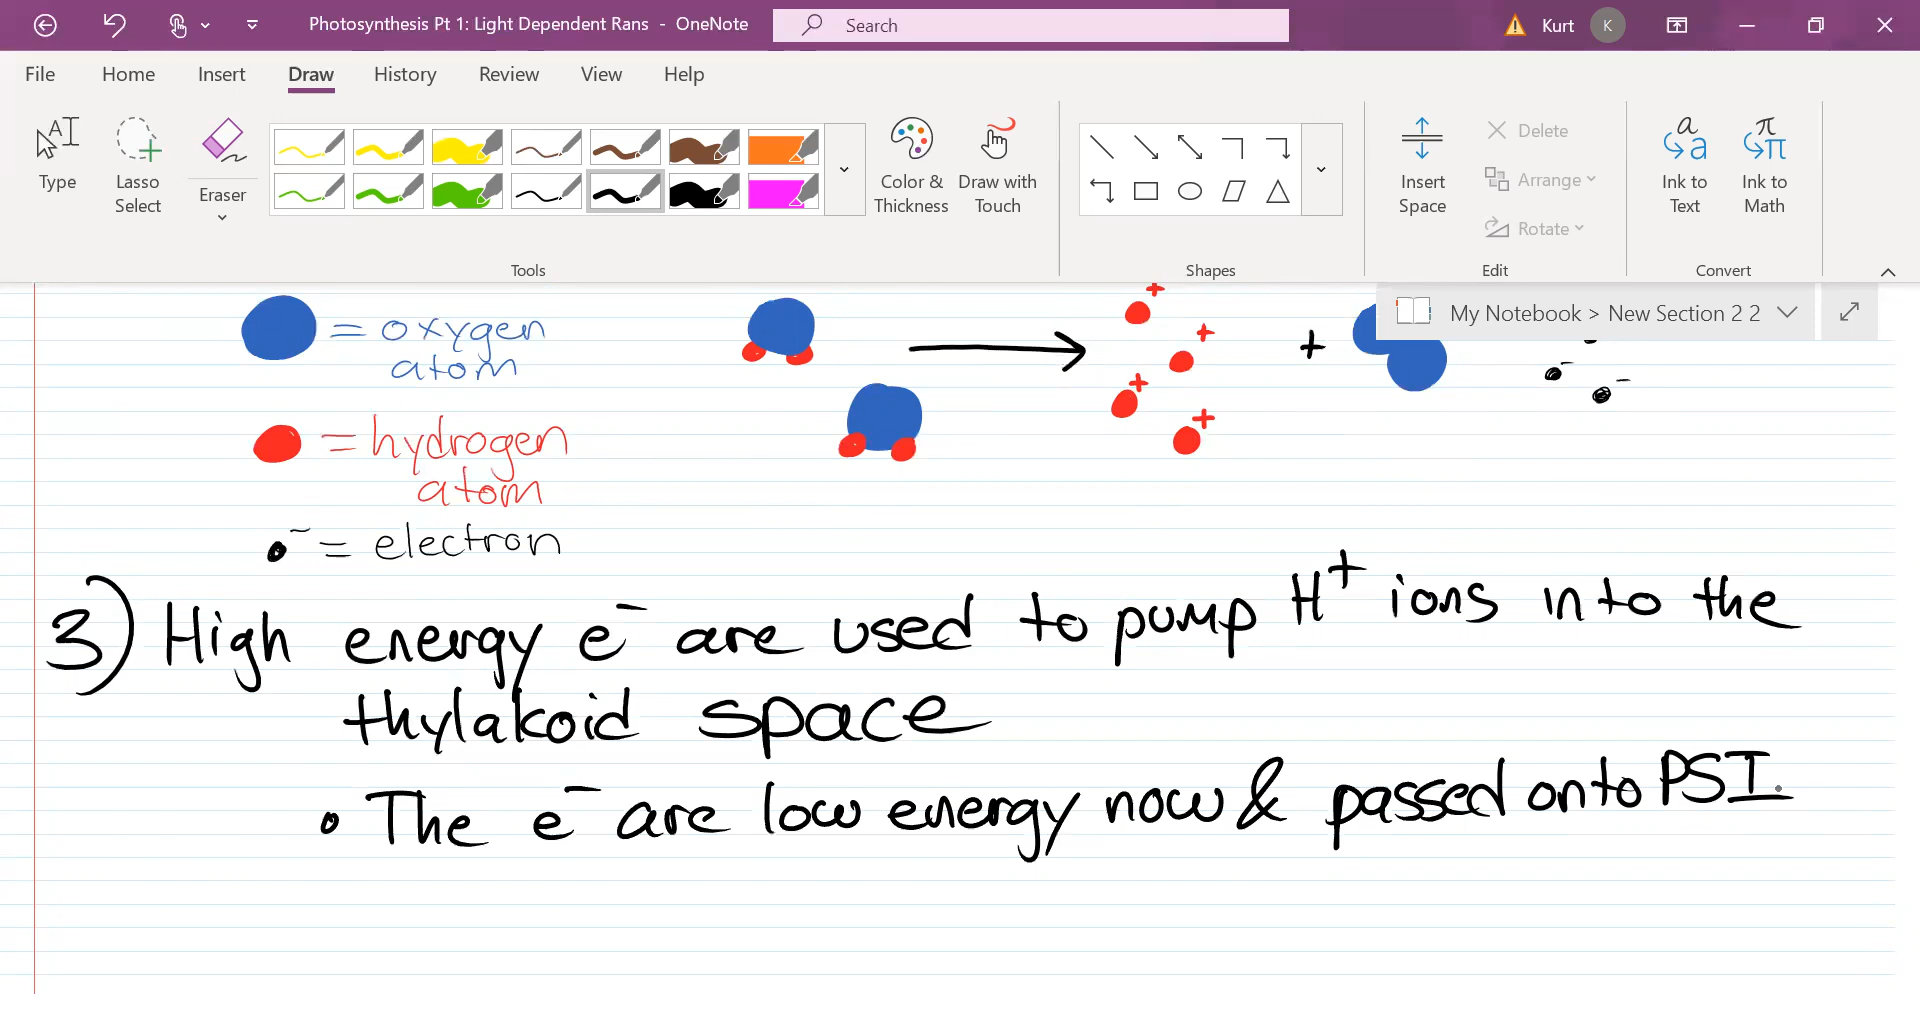 Photosynthesis Pt 1: Light Dependent Rans - OneNote
Search
Kurt
K
File Home Insert Draw History Review View Help
Type
Lasso Select
Eraser
Color & Thickness
Draw with Touch
Insert Space
Delete
Arrange
Rotate
Ink to Text
Ink to Math
Tools
Shapes
Edit
Convert
My Notebook > New Section 2 2
= oxygen
atom
+
+
+
+
+
-
-
= hydrogen
atom
- = electron
3) High energy e⁻ are used to pump H⁺ ions into the
thylakoid space
• The e⁻ are low energy now & passed onto PSI.